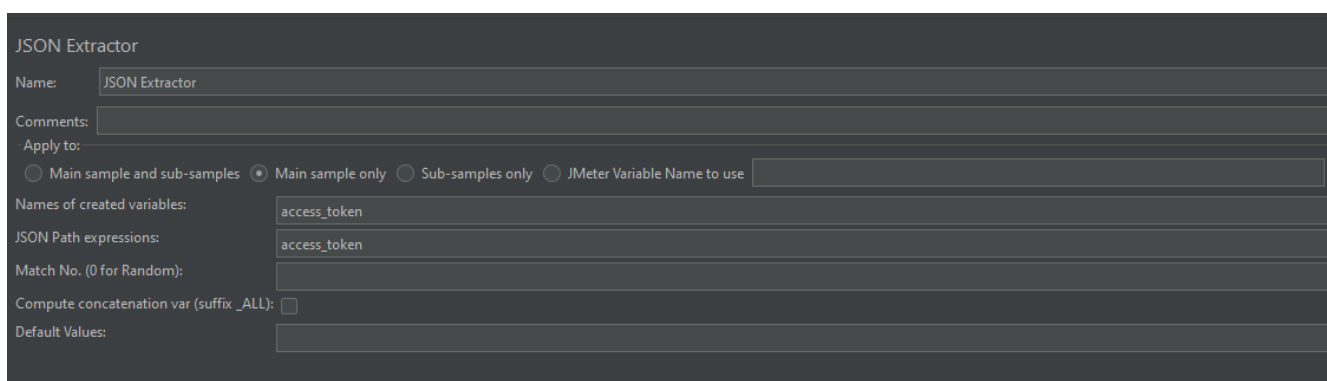 JSON Extractor
Name: JSON Extractor
Comments:
Apply to:
Main sample and sub-samples Main sample only Sub-samples only JMeter Variable Name to use
Names of created variables: access_token
JSON Path expressions: access_token
Match No. (0 for Random):
Compute concatenation var (suffix _ALL):
Default Values: